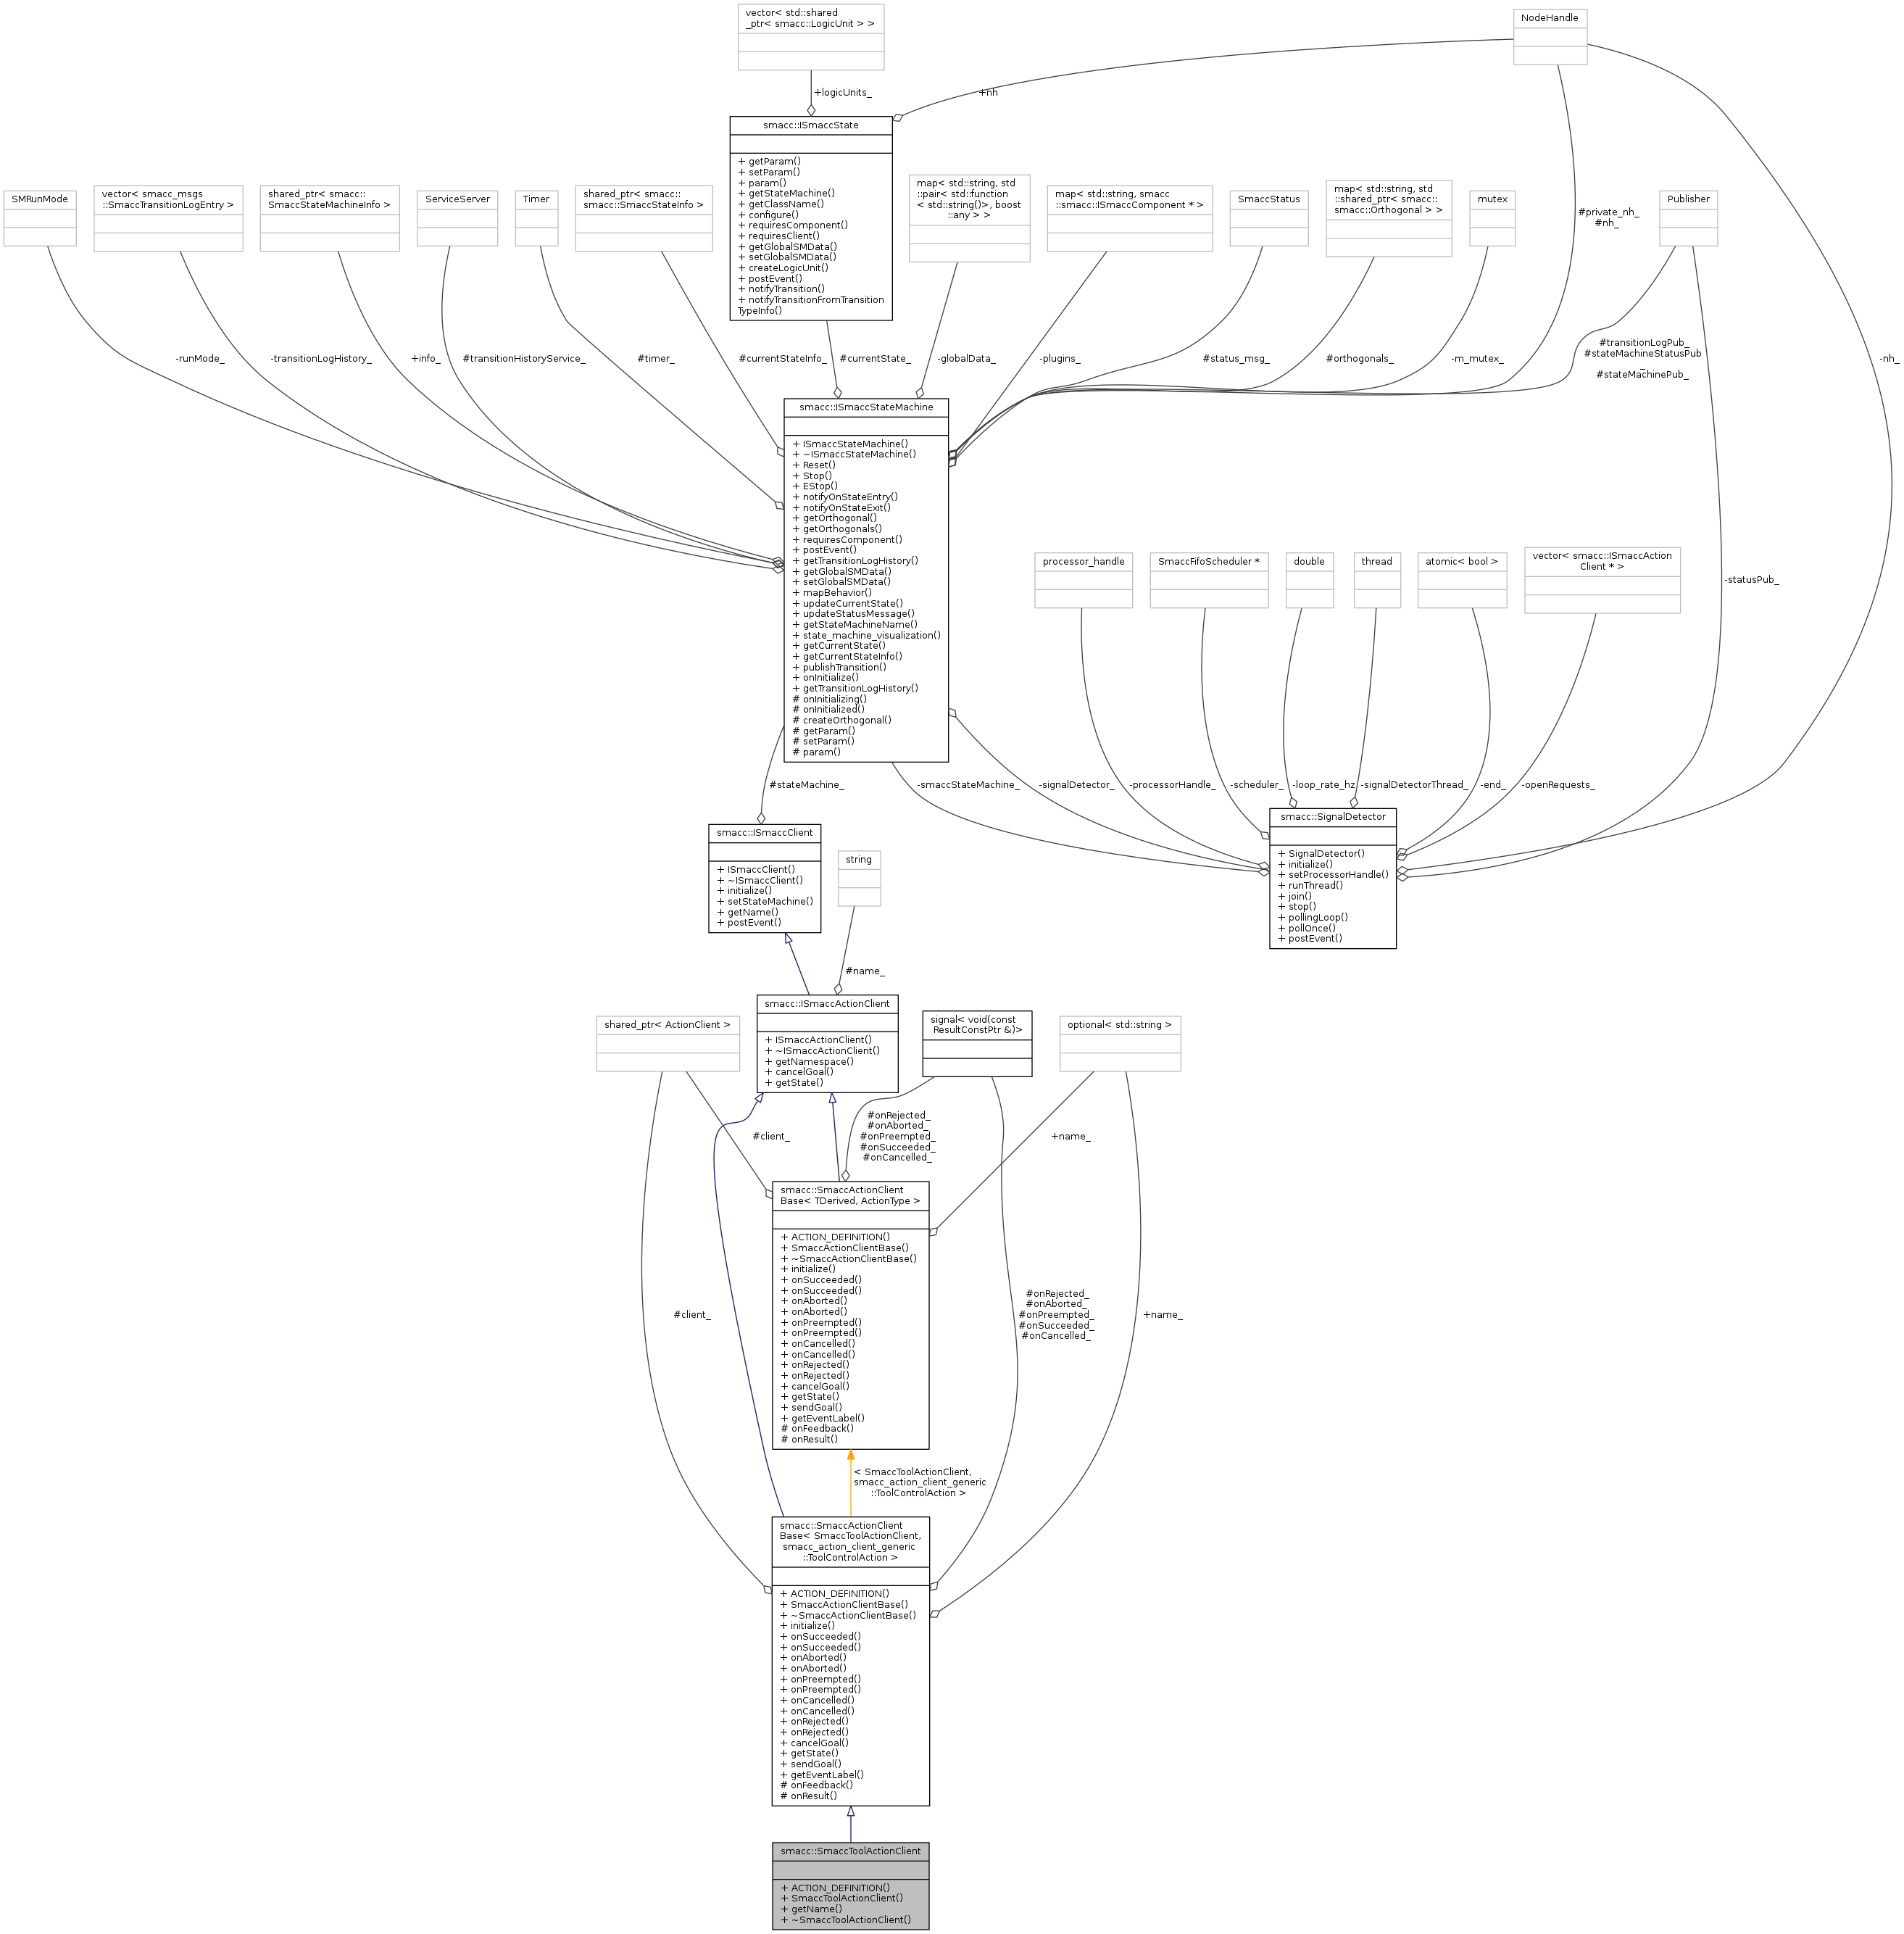 vector< std::shared
_ptr< smacc::LogicUnit > >
NodeHandle
+logicUnits_
+nh
smacc::ISmaccState
+ getParam()
+ setParam()
+ param()
+ getStateMachine()
+ getClassName()
+ configure()
+ requiresComponent()
+ requiresClient()
+ getGlobalSMData()
+ setGlobalSMData()
+ createLogicUnit()
+ postEvent()
+ notifyTransition()
+ notifyTransitionFromTransition
TypeInfo()
SMRunMode
vector< smacc_msgs
::SmaccTransitionLogEntry >
shared_ptr< smacc::
SmaccStateMachineInfo >
ServiceServer
Timer
shared_ptr< smacc::
smacc::SmaccStateInfo >
map< std::string, std
::pair< std::function
< std::string()>, boost
::any > >
map< std::string, smacc
::smacc::ISmaccComponent * >
SmaccStatus
map< std::string, std
::shared_ptr< smacc::
smacc::Orthogonal > >
mutex
#private_nh_
#nh_
Publisher
-runMode_
-transitionLogHistory_
+info_
#transitionHistoryService_
#timer_
#currentStateInfo_
#currentState_
-globalData_
-plugins_
#status_msg_
#orthogonals_
-m_mutex_
#transitionLogPub_
#stateMachineStatusPub
_
#stateMachinePub_
-nh_
smacc::ISmaccStateMachine
+ ISmaccStateMachine()
+ ~ISmaccStateMachine()
+ Reset()
+ Stop()
+ EStop()
+ notifyOnStateEntry()
+ notifyOnStateExit()
+ getOrthogonal()
+ getOrthogonals()
+ requiresComponent()
+ postEvent()
+ getTransitionLogHistory()
+ getGlobalSMData()
+ setGlobalSMData()
+ mapBehavior()
+ updateCurrentState()
+ updateStatusMessage()
+ getStateMachineName()
+ state_machine_visualization()
+ getCurrentState()
+ getCurrentStateInfo()
+ publishTransition()
+ onInitialize()
+ getTransitionLogHistory()
# onInitializing()
# onInitialized()
# createOrthogonal()
# getParam()
# setParam()
# param()
processor_handle
SmaccFifoScheduler *
double
thread
atomic< bool >
vector< smacc::ISmaccAction
Client * >
-statusPub_
#stateMachine_
-smaccStateMachine_
-signalDetector_
-processorHandle_
-scheduler_
-loop_rate_hz
-signalDetectorThread_
-end_
-openRequests_
smacc::SignalDetector
+ SignalDetector()
+ initialize()
+ setProcessorHandle()
+ runThread()
+ join()
+ stop()
+ pollingLoop()
+ pollOnce()
+ postEvent()
smacc::ISmaccClient
+ ISmaccClient()
+ ~ISmaccClient()
+ initialize()
+ setStateMachine()
+ getName()
+ postEvent()
string
#name_
smacc::ISmaccActionClient
+ ISmaccActionClient()
+ ~ISmaccActionClient()
+ getNamespace()
+ cancelGoal()
+ getState()
shared_ptr< ActionClient >
signal< void(const
ResultConstPtr &)>
optional< std::string >
#client_
#onRejected_
#onAborted_
#onPreempted_
#onSucceeded_
#onCancelled_
+name_
smacc::SmaccActionClient
Base< TDerived, ActionType >
+ ACTION_DEFINITION()
+ SmaccActionClientBase()
+ ~SmaccActionClientBase()
+ initialize()
+ onSucceeded()
+ onSucceeded()
+ onAborted()
+ onAborted()
+ onPreempted()
+ onPreempted()
+ onCancelled()
+ onCancelled()
+ onRejected()
+ onRejected()
+ cancelGoal()
+ getState()
+ sendGoal()
+ getEventLabel()
# onFeedback()
# onResult()
#client_
#onRejected_
#onAborted_
#onPreempted_
#onSucceeded_
#onCancelled_
+name_
< SmaccToolActionClient,
smacc_action_client_generic
::ToolControlAction >
smacc::SmaccActionClient
Base< SmaccToolActionClient,
smacc_action_client_generic
::ToolControlAction >
+ ACTION_DEFINITION()
+ SmaccActionClientBase()
+ ~SmaccActionClientBase()
+ initialize()
+ onSucceeded()
+ onSucceeded()
+ onAborted()
+ onAborted()
+ onPreempted()
+ onPreempted()
+ onCancelled()
+ onCancelled()
+ onRejected()
+ onRejected()
+ cancelGoal()
+ getState()
+ sendGoal()
+ getEventLabel()
# onFeedback()
# onResult()
smacc::SmaccToolActionClient
+ ACTION_DEFINITION()
+ SmaccToolActionClient()
+ getName()
+ ~SmaccToolActionClient()